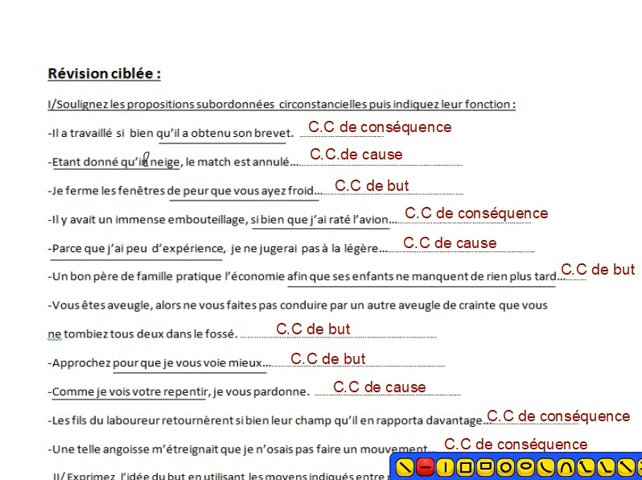 Révision ciblée :
I/Soulignez les propositions subordonnées circonstancielles puis indiquez leur fonction :
-Il a travaillé si bien qu'il a obtenu son brevet. C.C de conséquence
-Etant donné qu'il neige, le match est annulé... C.C.de cause
-Je ferme les fenêtres de peur que vous ayez froid... C.C de but
-Il y avait un immense embouteillage, si bien que j'ai raté l'avion... C.C de conséquence
-Parce que j'ai peu d'expérience, je ne jugerai pas à la légère... C.C de cause
-Un bon père de famille pratique l'économie afin que ses enfants ne manquent de rien plus tard... C.C de but
-Vous êtes aveugle, alors ne vous faites pas conduire par un autre aveugle de crainte que vous
ne tombiez tous deux dans le fossé. C.C de but
-Approchez pour que je vous voie mieux... C.C de but
-Comme je vois votre repentir, je vous pardonne. C.C de cause
-Les fils du laboureur retournèrent si bien leur champ qu'il en rapporta davantage... C.C de conséquence
-Une telle angoisse m'étreignait que je n'osais pas faire un mouvement... C.C de conséquence
II/Exprimez l'idée du but en utilisant les moyens indiqués entre